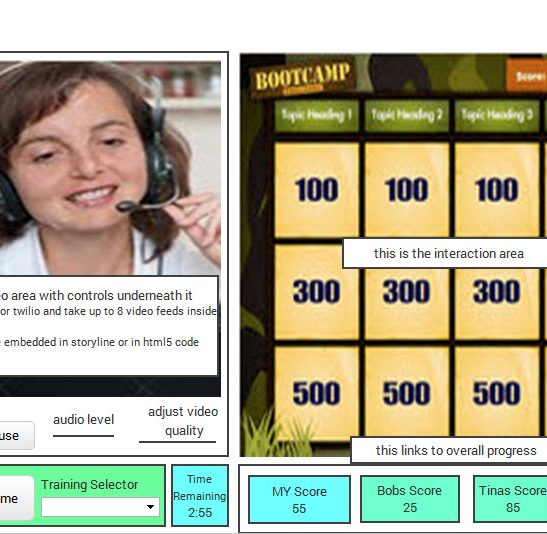 BOOTCAMP
Score:
Topic Heading 1 Topic Heading 2 Topic Heading 3
100 100 100
this is the interaction area
300 300 300
500 500 500
this links to overall progress
o area with controls underneath it
or twilio and take up to 8 video feeds inside
embedded in storyline or in html5 code
use
audio level
adjust video
quality
me
Training Selector
Time
Remaining
2:55
MY Score
55
Bobs Score
25
Tinas Score
85